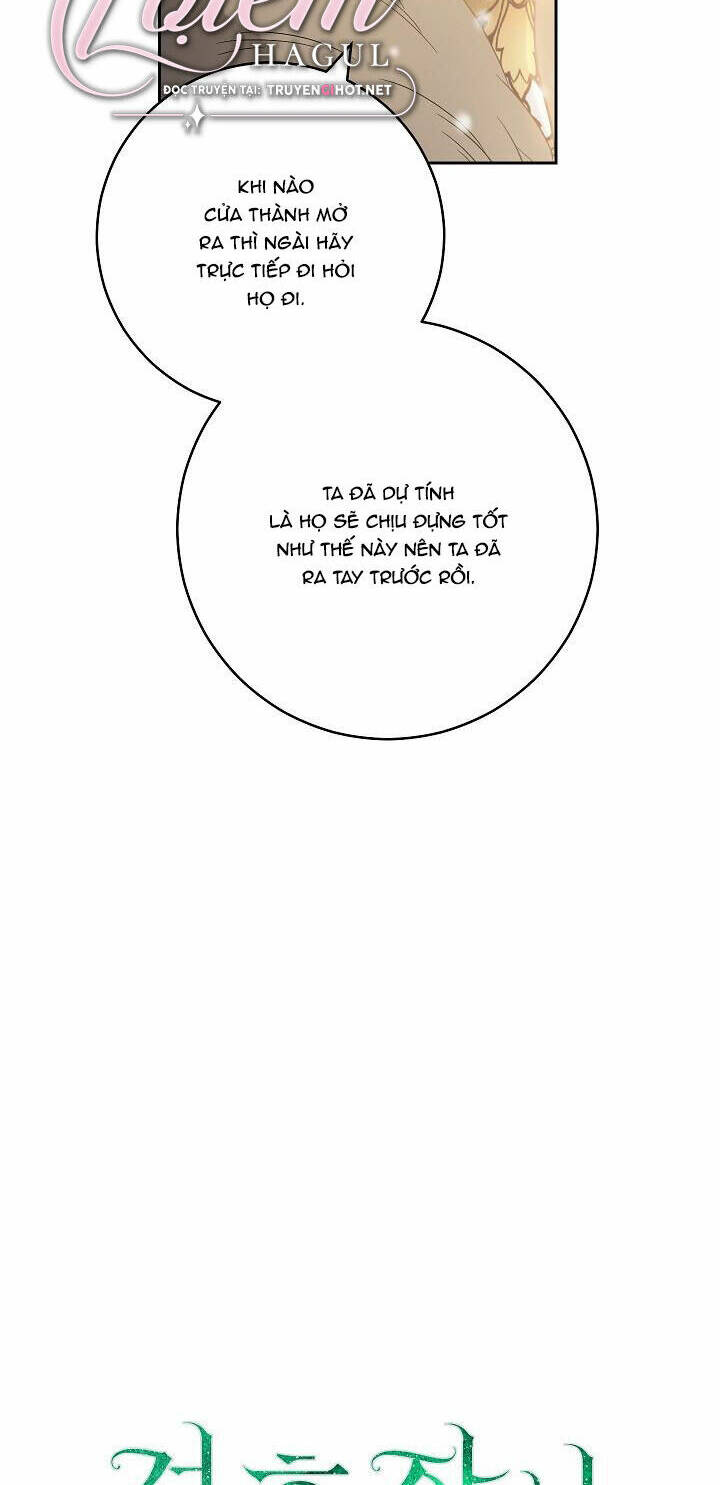 HAGUL
ĐỌC TRUYỆN TẠI: TRUYENGIHOT.NET
KHI NÀO
CỬA THÀNH MỞ
RA THÌ NGÀI HÃY
TRỰC TIẾP ĐI HỎI
HỌ ĐI.
TA ĐÃ DỰ TÍNH
LÀ HỌ SẼ CHỊU ĐỰNG TỐT
NHƯ THẾ NÀY NÊN TA ĐÃ
RA TAY TRƯỚC RỒI.